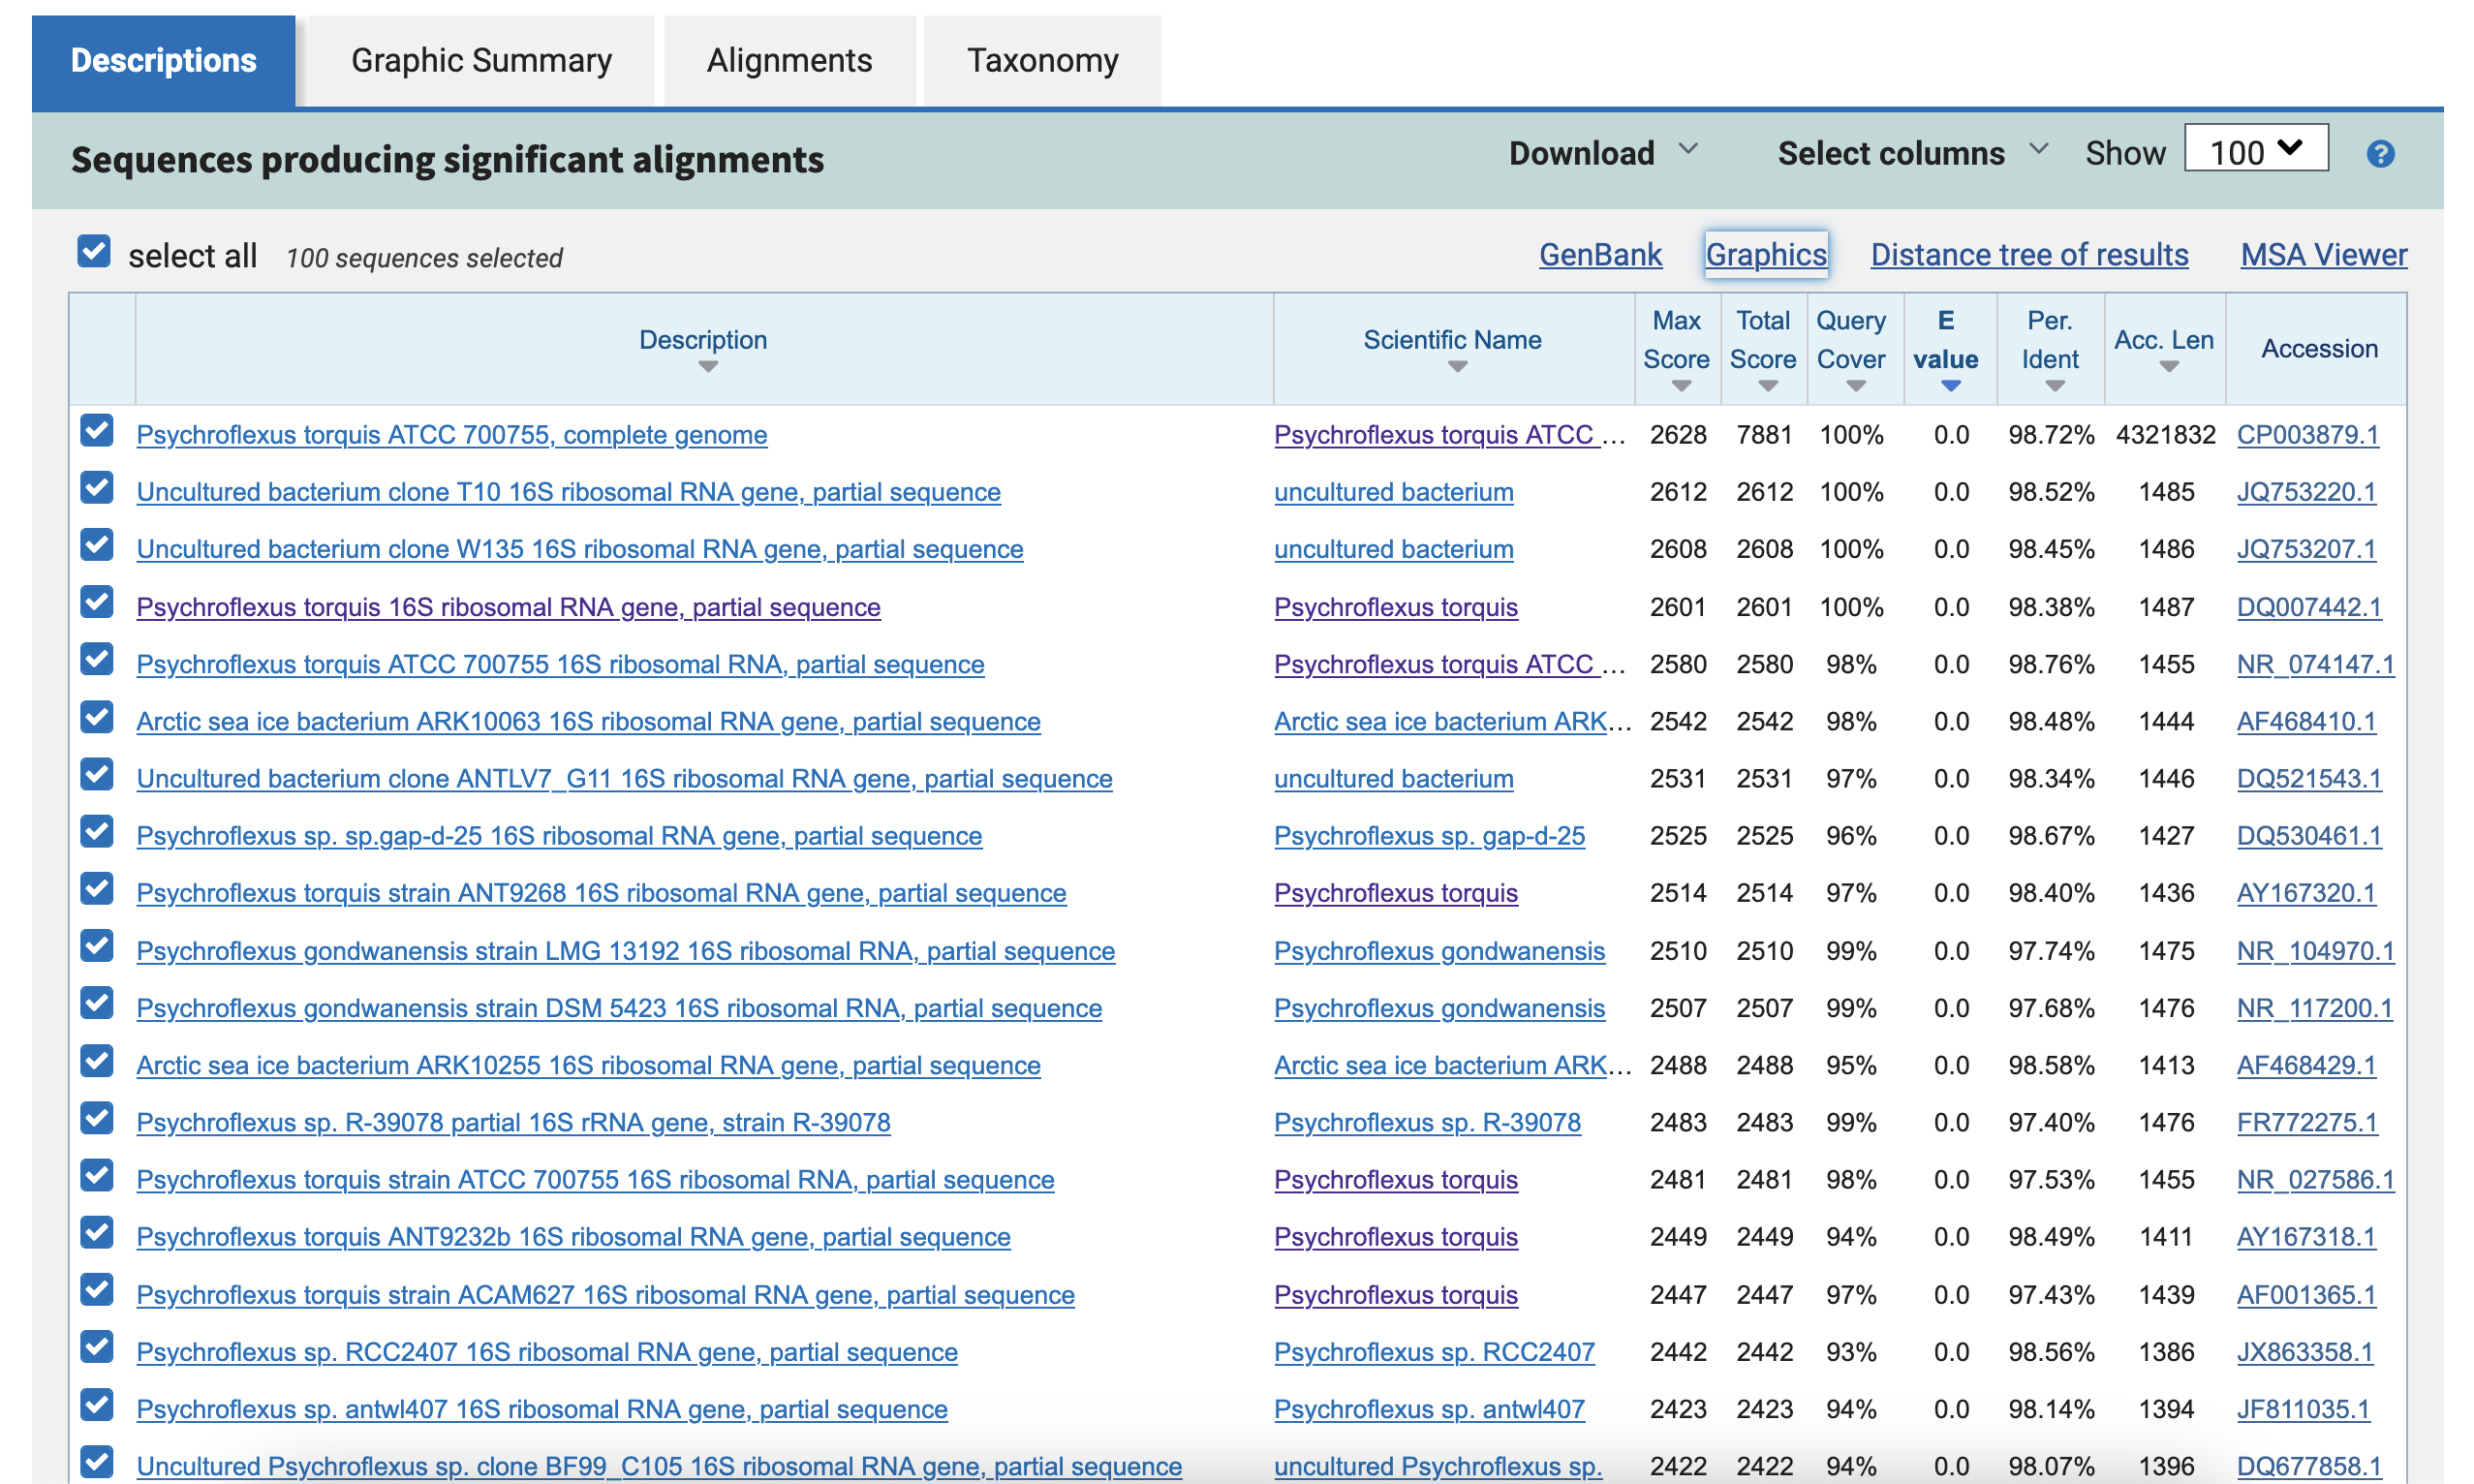 Descriptions Graphic Summary Alignments Taxonomy
Sequences producing significant alignments Download Select columns Show 100 ?
select all 100 sequences selected GenBank Graphics Distance tree of results MSA Viewer
Description Scientific Name Max Score Total Score Query Cover E value Per. Ident Acc. Len Accession
Psychroflexus torquis ATCC 700755, complete genome Psychroflexus torquis ATCC ... 2628 7881 100% 0.0 98.72% 4321832 CP003879.1
Uncultured bacterium clone T10 16S ribosomal RNA gene, partial sequence uncultured bacterium 2612 2612 100% 0.0 98.52% 1485 JQ753220.1
Uncultured bacterium clone W135 16S ribosomal RNA gene, partial sequence uncultured bacterium 2608 2608 100% 0.0 98.45% 1486 JQ753207.1
Psychroflexus torquis 16S ribosomal RNA gene, partial sequence Psychroflexus torquis 2601 2601 100% 0.0 98.38% 1487 DQ007442.1
Psychroflexus torquis ATCC 700755 16S ribosomal RNA, partial sequence Psychroflexus torquis ATCC ... 2580 2580 98% 0.0 98.76% 1455 NR_074147.1
Arctic sea ice bacterium ARK10063 16S ribosomal RNA gene, partial sequence Arctic sea ice bacterium ARK... 2542 2542 98% 0.0 98.48% 1444 AF468410.1
Uncultured bacterium clone ANTLV7_G11 16S ribosomal RNA gene, partial sequence uncultured bacterium 2531 2531 97% 0.0 98.34% 1446 DQ521543.1
Psychroflexus sp. sp.gap-d-25 16S ribosomal RNA gene, partial sequence Psychroflexus sp. gap-d-25 2525 2525 96% 0.0 98.67% 1427 DQ530461.1
Psychroflexus torquis strain ANT9268 16S ribosomal RNA gene, partial sequence Psychroflexus torquis 2514 2514 97% 0.0 98.40% 1436 AY167320.1
Psychroflexus gondwanensis strain LMG 13192 16S ribosomal RNA, partial sequence Psychroflexus gondwanensis 2510 2510 99% 0.0 97.74% 1475 NR_104970.1
Psychroflexus gondwanensis strain DSM 5423 16S ribosomal RNA, partial sequence Psychroflexus gondwanensis 2507 2507 99% 0.0 97.68% 1476 NR_117200.1
Arctic sea ice bacterium ARK10255 16S ribosomal RNA gene, partial sequence Arctic sea ice bacterium ARK... 2488 2488 95% 0.0 98.58% 1413 AF468429.1
Psychroflexus sp. R-39078 partial 16S rRNA gene, strain R-39078 Psychroflexus sp. R-39078 2483 2483 99% 0.0 97.40% 1476 FR772275.1
Psychroflexus torquis strain ATCC 700755 16S ribosomal RNA, partial sequence Psychroflexus torquis 2481 2481 98% 0.0 97.53% 1455 NR_027586.1
Psychroflexus torquis ANT9232b 16S ribosomal RNA gene, partial sequence Psychroflexus torquis 2449 2449 94% 0.0 98.49% 1411 AY167318.1
Psychroflexus torquis strain ACAM627 16S ribosomal RNA gene, partial sequence Psychroflexus torquis 2447 2447 97% 0.0 97.43% 1439 AF001365.1
Psychroflexus sp. RCC2407 16S ribosomal RNA gene, partial sequence Psychroflexus sp. RCC2407 2442 2442 93% 0.0 98.56% 1386 JX863358.1
Psychroflexus sp. antwl407 16S ribosomal RNA gene, partial sequence Psychroflexus sp. antwl407 2423 2423 94% 0.0 98.14% 1394 JF811035.1
Uncultured Psychroflexus sp. clone BF99_C105 16S ribosomal RNA gene, partial sequence uncultured Psychroflexus sp. 2422 2422 94% 0.0 98.07% 1396 DQ677858.1